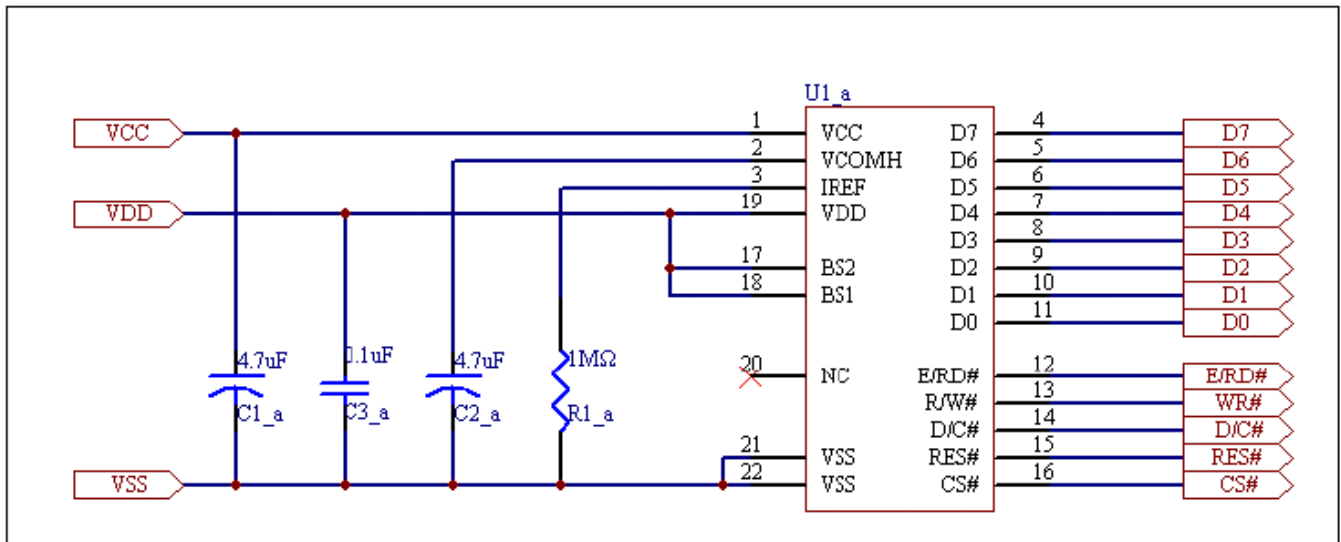 U1_a
VCC 1 VCC D7 4 D7
2 VCOMH D6 5 D6
3 IREF D5 6 D5
VDD 19 VDD D4 7 D4
D3 8 D3
17 BS2 D2 9 D2
18 BS1 D1 10 D1
D0 11 D0
4.7uF .1uF 4.7uF 1MΩ 20 NC E/RD# 12 E/RD#
C1_a C3_a C2_a R1_a R/W# 13 WR#
D/C# 14 D/C#
21 VSS RES# 15 RES#
VSS 22 VSS CS# 16 CS#